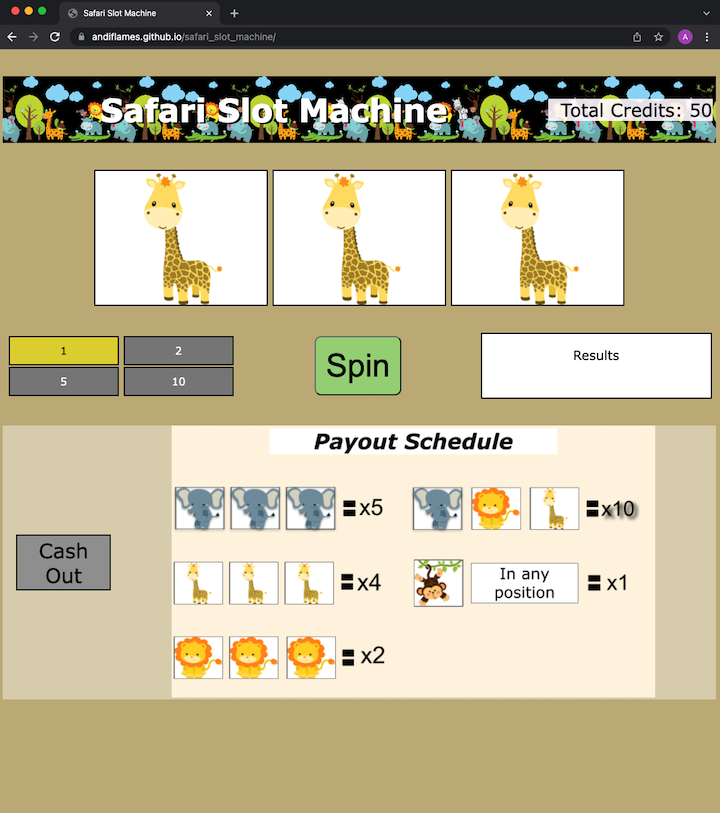 Safari Slot Machine
andiflames.github.io/safari_slot_machine/
A
Safari Slot Machine
Total Credits: 50
1
2
5
10
Spin
Results
Payout Schedule
=x5
=x10
Cash
Out
=x4
In any
position
=x1
=x2